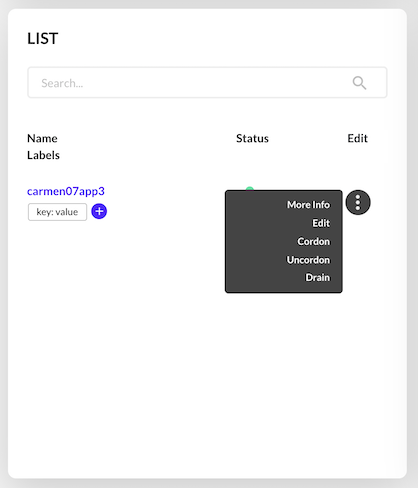 LIST
Search...
Name Status Edit
Labels
carmen07app3
key: value
More Info
Edit
Cordon
Uncordon
Drain